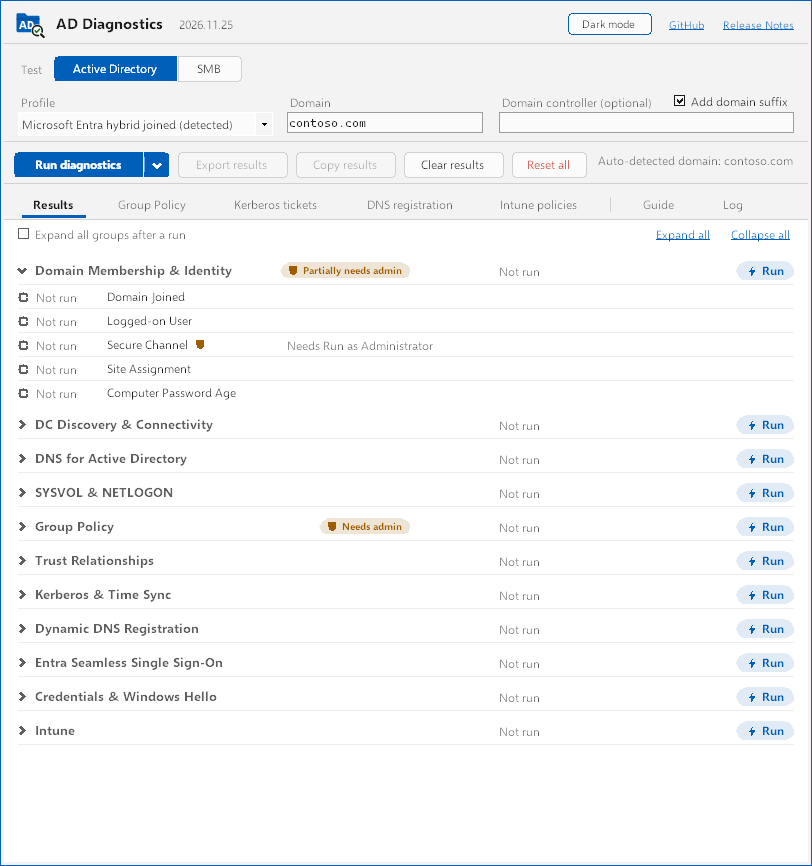 AD AD Diagnostics 2026.11.25 Dark mode GitHub Release Notes
Test Active Directory SMB
Profile Domain Domain controller (optional) Add domain suffix
Microsoft Entra hybrid joined (detected) contoso.com
Run diagnostics Export results Copy results Clear results Reset all Auto-detected domain: contoso.com
Results Group Policy Kerberos tickets DNS registration Intune policies Guide Log
Expand all groups after a run Expand all Collapse all
Domain Membership & Identity Partially needs admin Not run Run
Not run Domain Joined
Not run Logged-on User
Not run Secure Channel Needs Run as Administrator
Not run Site Assignment
Not run Computer Password Age
DC Discovery & Connectivity Not run Run
DNS for Active Directory Not run Run
SYSVOL & NETLOGON Not run Run
Group Policy Needs admin Not run Run
Trust Relationships Not run Run
Kerberos & Time Sync Not run Run
Dynamic DNS Registration Not run Run
Entra Seamless Single Sign-On Not run Run
Credentials & Windows Hello Not run Run
Intune Not run Run